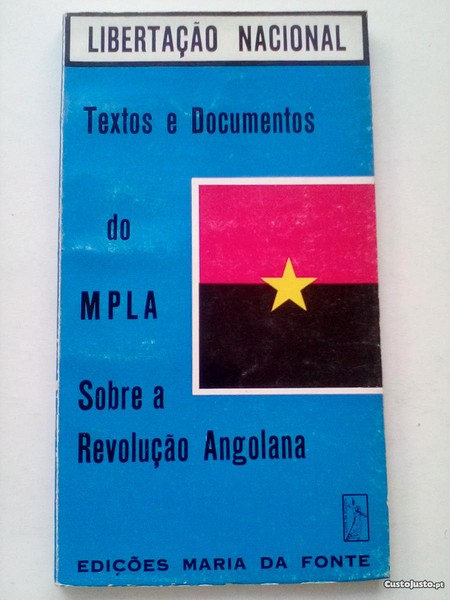 LIBERTAÇÃO NACIONAL
Textos e Documentos
do
MPLA
Sobre a
Revolução Angolana
EDIÇÕES MARIA DA FONTE
CustoJusto.pt